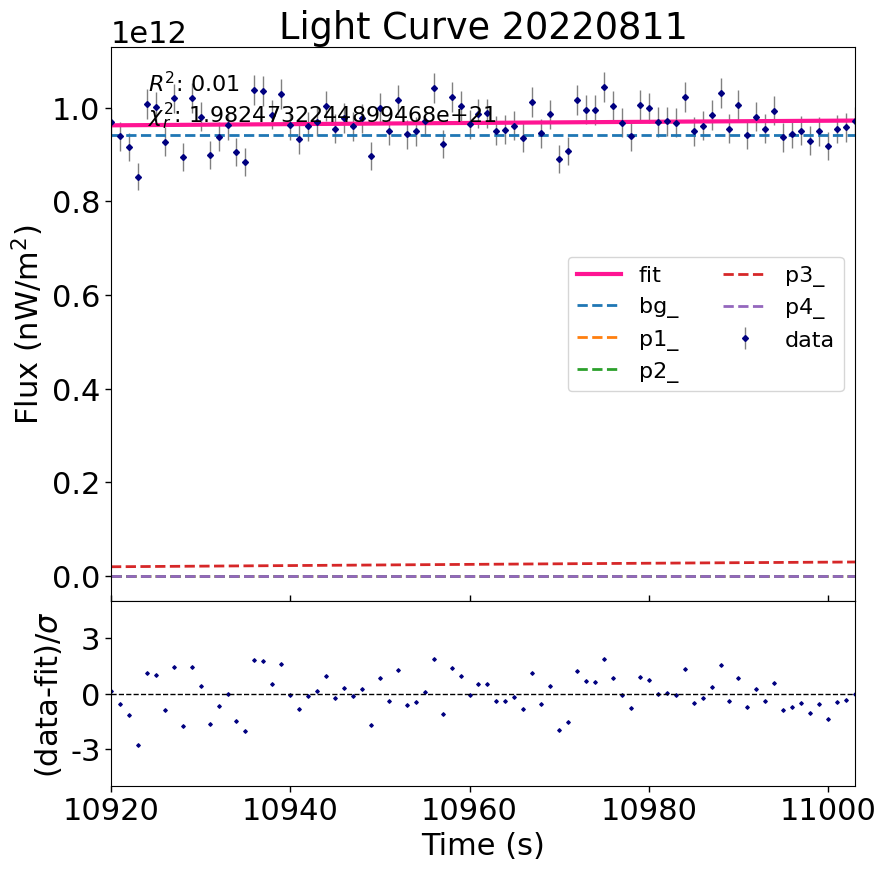 Light Curve 20220811
1e12
R²: 0.01
χ²ᵣ: 1.9824732244899468e+21
1.0
0.8
0.6
0.4
0.2
0.0
Flux (nW/m²)
fit
bg_
p1_
p2_
p3_
p4_
data
3
0
-3
(data-fit)/σ
10920
10940
10960
10980
11000
Time (s)